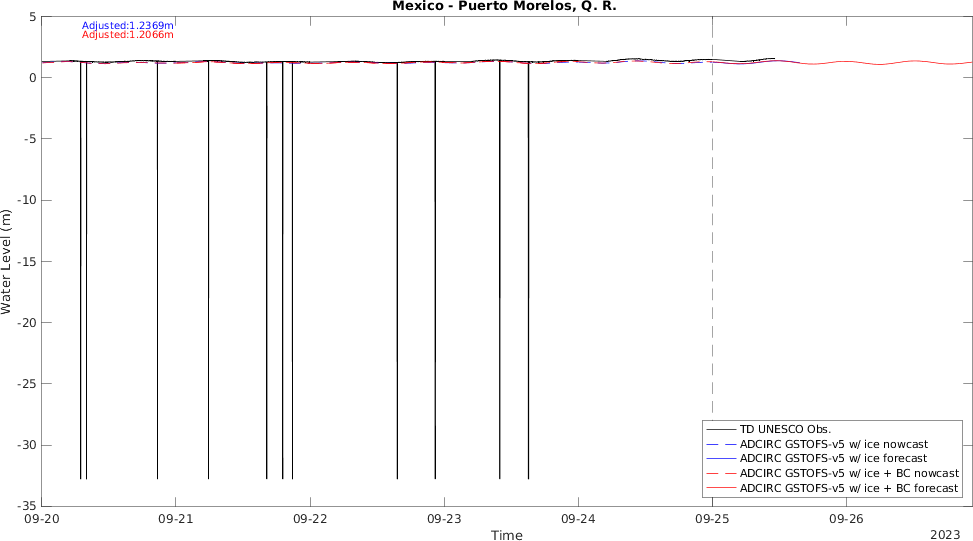 Mexico - Puerto Morelos, Q. R.
Adjusted:1.2369m
Adjusted:1.2066m
5
0
-5
-10
-15
-20
-25
-30
-35
Water Level (m)
TD UNESCO Obs.
ADCIRC GSTOFS-v5 w/ ice nowcast
ADCIRC GSTOFS-v5 w/ ice forecast
ADCIRC GSTOFS-v5 w/ ice + BC nowcast
ADCIRC GSTOFS-v5 w/ ice + BC forecast
09-20 09-21 09-22 09-23 09-24 09-25 09-26
Time
2023